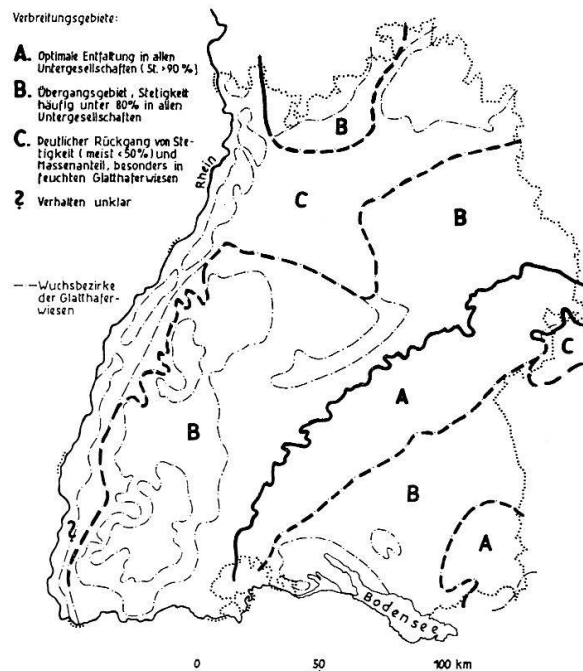 Verbreitungsgebiete:
A. Optimale Entfaltung in allen
Untergesellschaften (St. >90%)
B. Übergangsgebiet, Stetigkeit
häufig unter 80% in allen
Untergesellschaften
C. Deutlicher Rückgang von Ste-
tigkeit (meist <50%) und
Massenanteil, besonders in
feuchten Glatthaferwiesen
? Verhalten unklar
Wuchsbezirke
der Glatthafer-
wiesen
Rhein
B
C
B
C
A
B
B
A
?
Bodensee
0 50 100 km